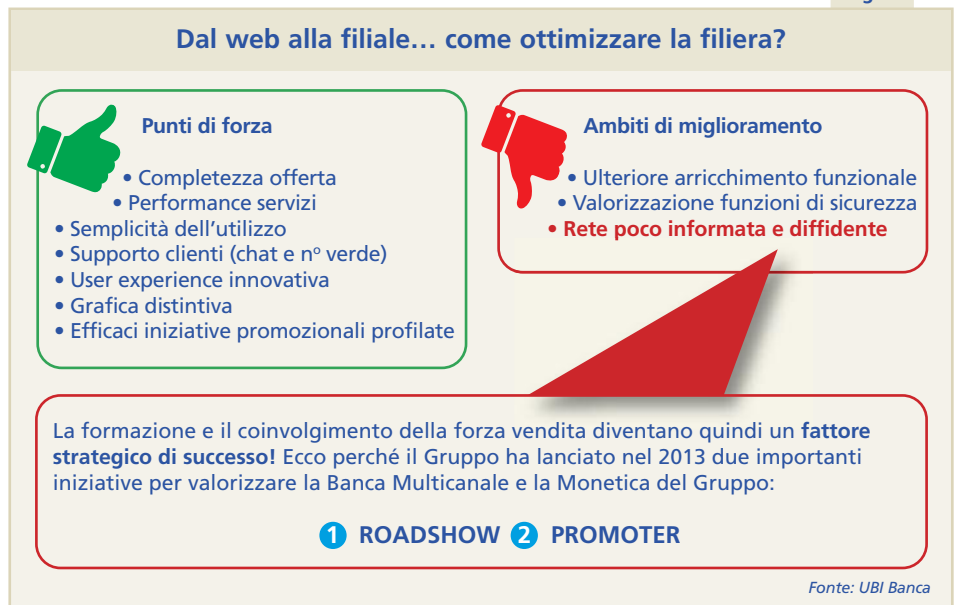 Dal web alla filiale… come ottimizzare la filiera?
Punti di forza
• Completezza offerta
• Performance servizi
• Semplicità dell'utilizzo
• Supporto clienti (chat e nº verde)
• User experience innovativa
• Grafica distintiva
• Efficaci iniziative promozionali profilate
Ambiti di miglioramento
• Ulteriore arricchimento funzionale
• Valorizzazione funzioni di sicurezza
• Rete poco informata e diffidente
La formazione e il coinvolgimento della forza vendita diventano quindi un fattore
strategico di successo! Ecco perché il Gruppo ha lanciato nel 2013 due importanti
iniziative per valorizzare la Banca Multicanale e la Monetica del Gruppo:
1 ROADSHOW 2 PROMOTER
Fonte: UBI Banca